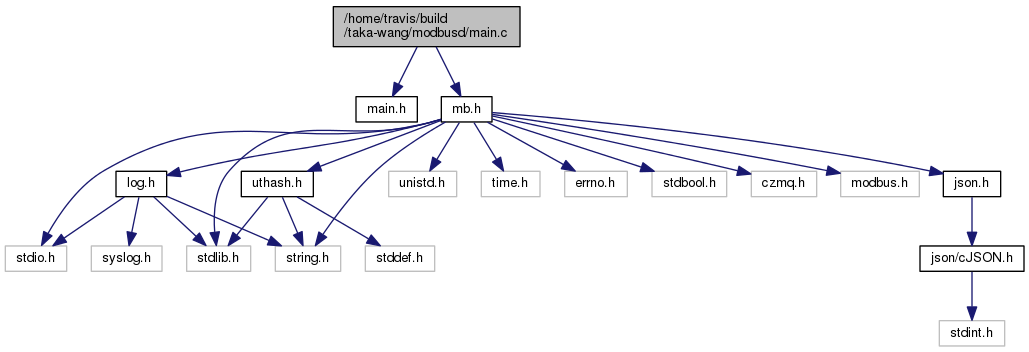 /home/travis/build
/taka-wang/modbusd/main.c
main.h
mb.h
log.h
uthash.h
unistd.h
time.h
errno.h
stdbool.h
czmq.h
modbus.h
json.h
stdio.h
syslog.h
stdlib.h
string.h
stddef.h
json/cJSON.h
stdint.h